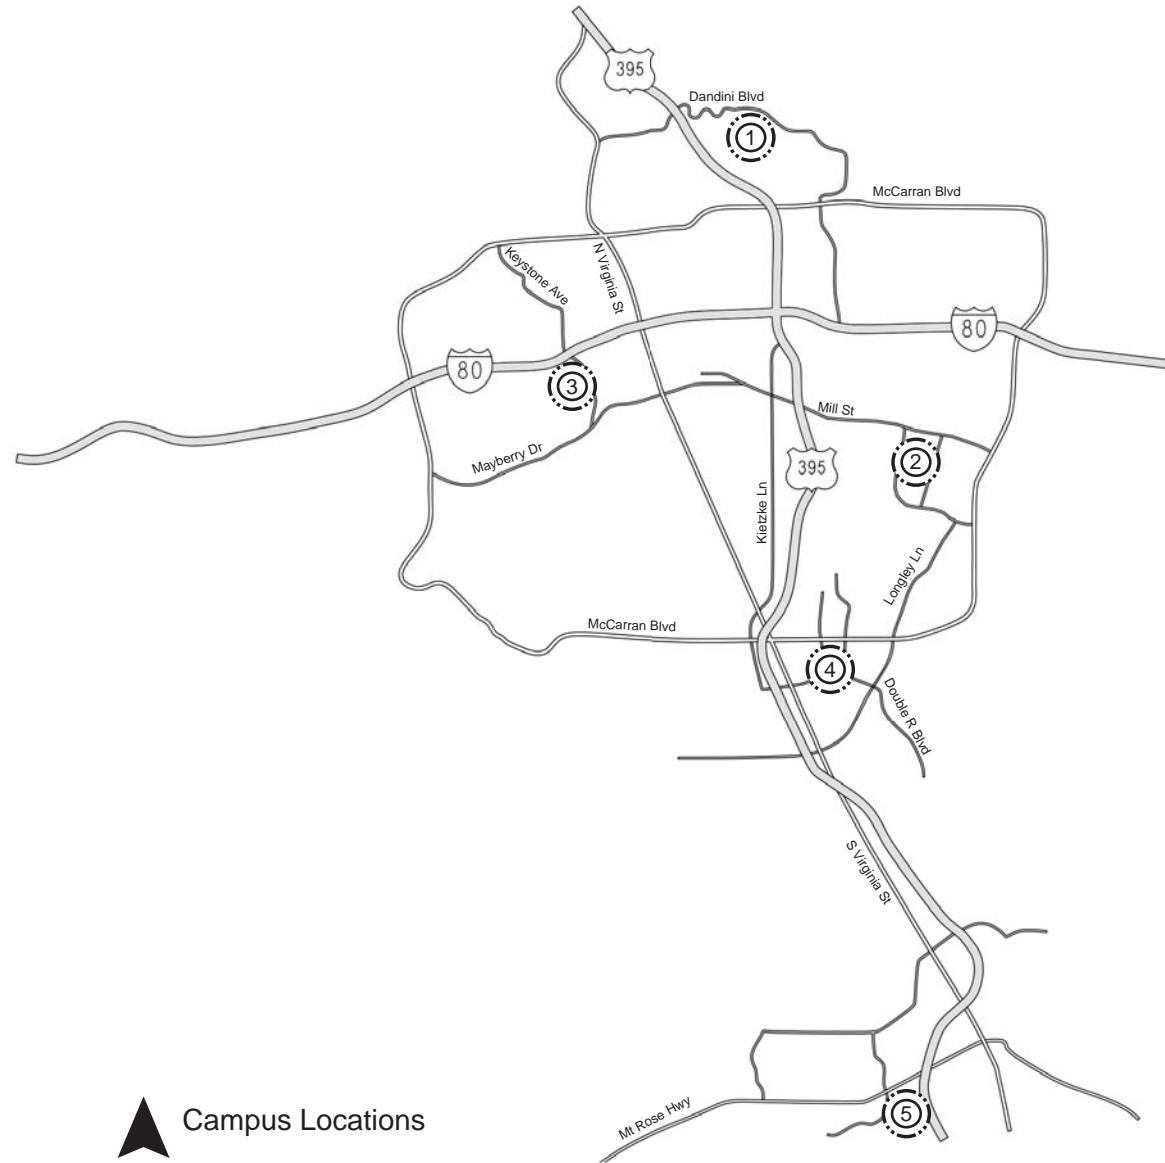 395
Dandini Blvd
1
McCarran Blvd
Keystone Ave
N Virginia St
80
80
3
Mill St
Mayberry Dr
2
395
Kietzke Ln
Longley Ln
McCarran Blvd
4
Double R Blvd
S Virginia St
Mt Rose Hwy
5
Campus Locations